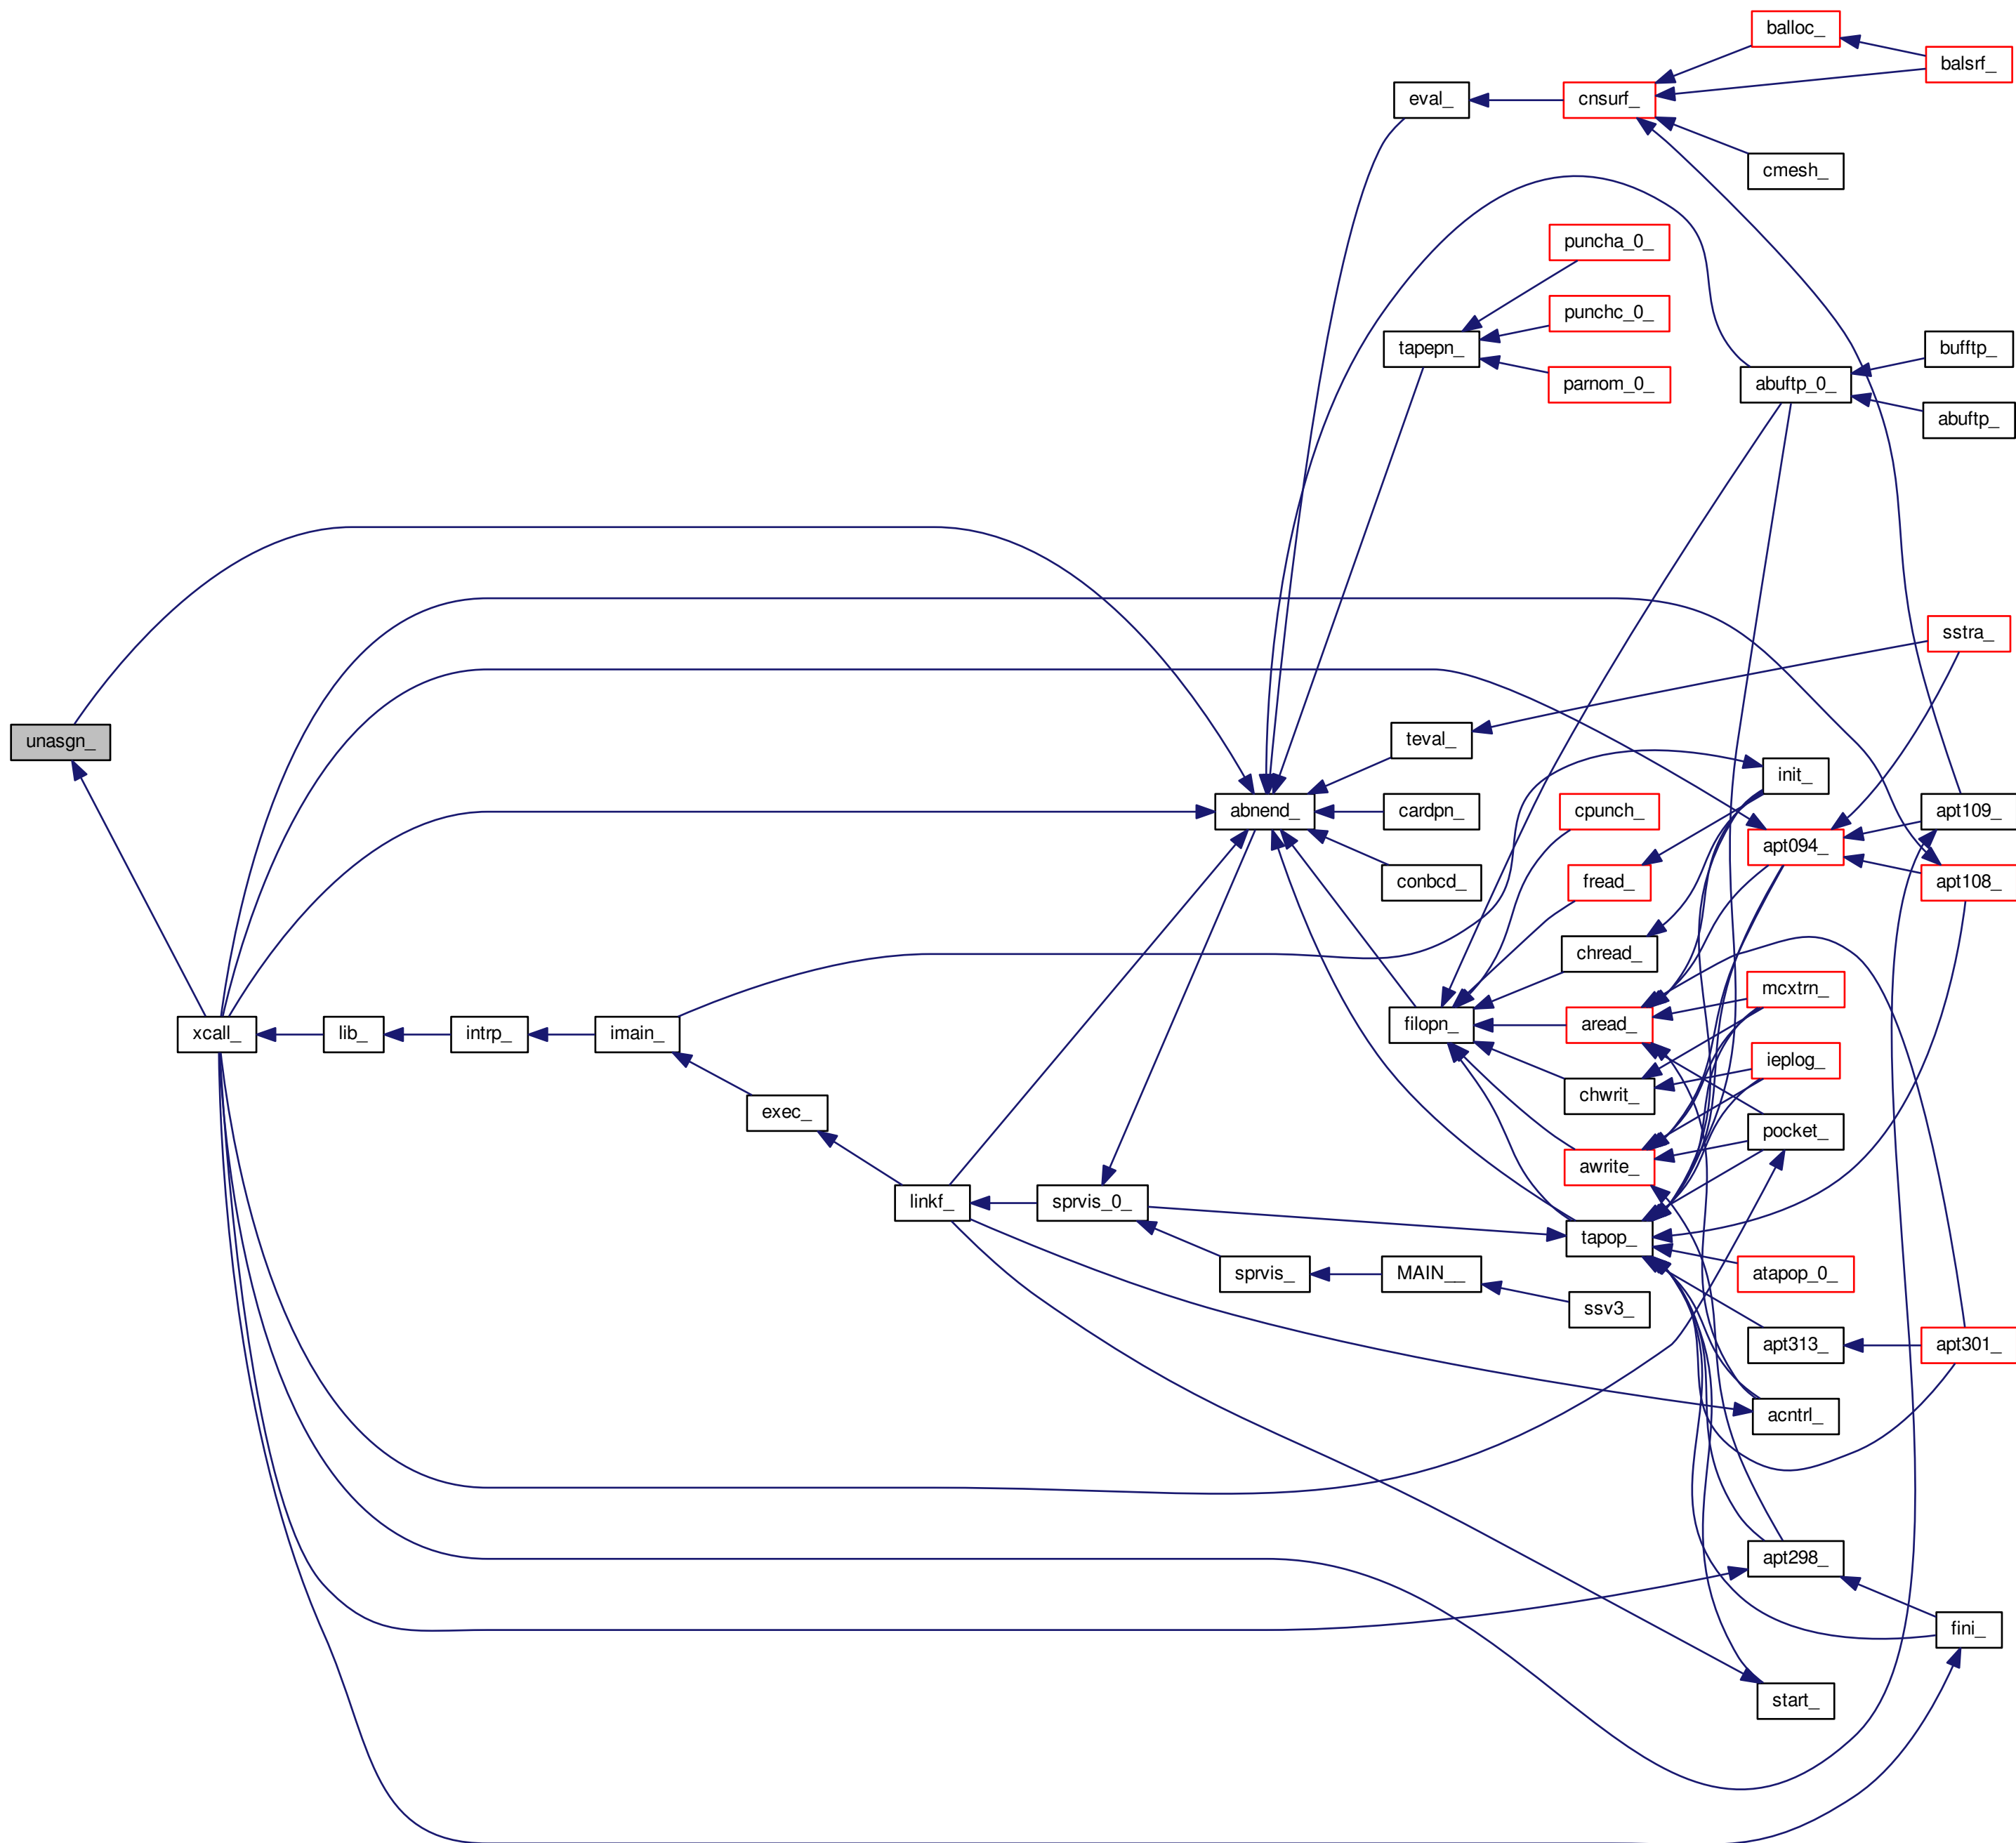 balloc_
balsrf_
eval_
cnsurf_
cmesh_
puncha_0_
punchc_0_
tapepn_
bufftp_
parnom_0_
abuftp_0_
abuftp_
sstra_
unasgn_
teval_
init_
abnend_
cardpn_
cpunch_
apt109_
apt094_
conbcd_
fread_
apt108_
chread_
mcxtrn_
xcall_
lib_
intrp_
imain_
filopn_
aread_
ieplog_
exec_
chwrit_
pocket_
awrite_
linkf_
sprvis_0_
tapop_
sprvis_
MAIN__
atapop_0_
ssv3_
apt313_
apt301_
acntrl_
apt298_
fini_
start_